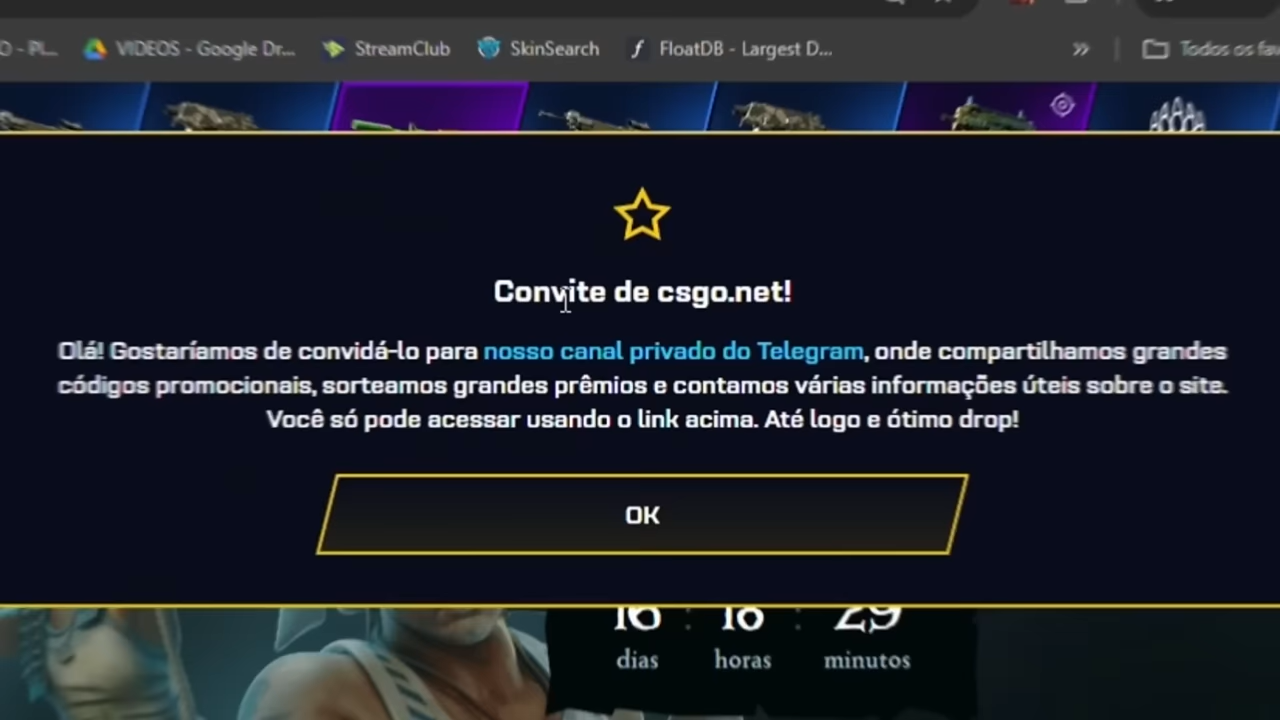 VIDEOS - Google Dr... StreamClub SkinSearch FloatDB - Largest D... » Todos os fav
Convite de csgo.net!
Olá! Gostaríamos de convidá-lo para nosso canal privado do Telegram, onde compartilhamos grandes
códigos promocionais, sorteamos grandes prêmios e contamos várias informações úteis sobre o site.
Você só pode acessar usando o link acima. Até logo e ótimo drop!
OK
16 : 18 : 29
dias horas minutos